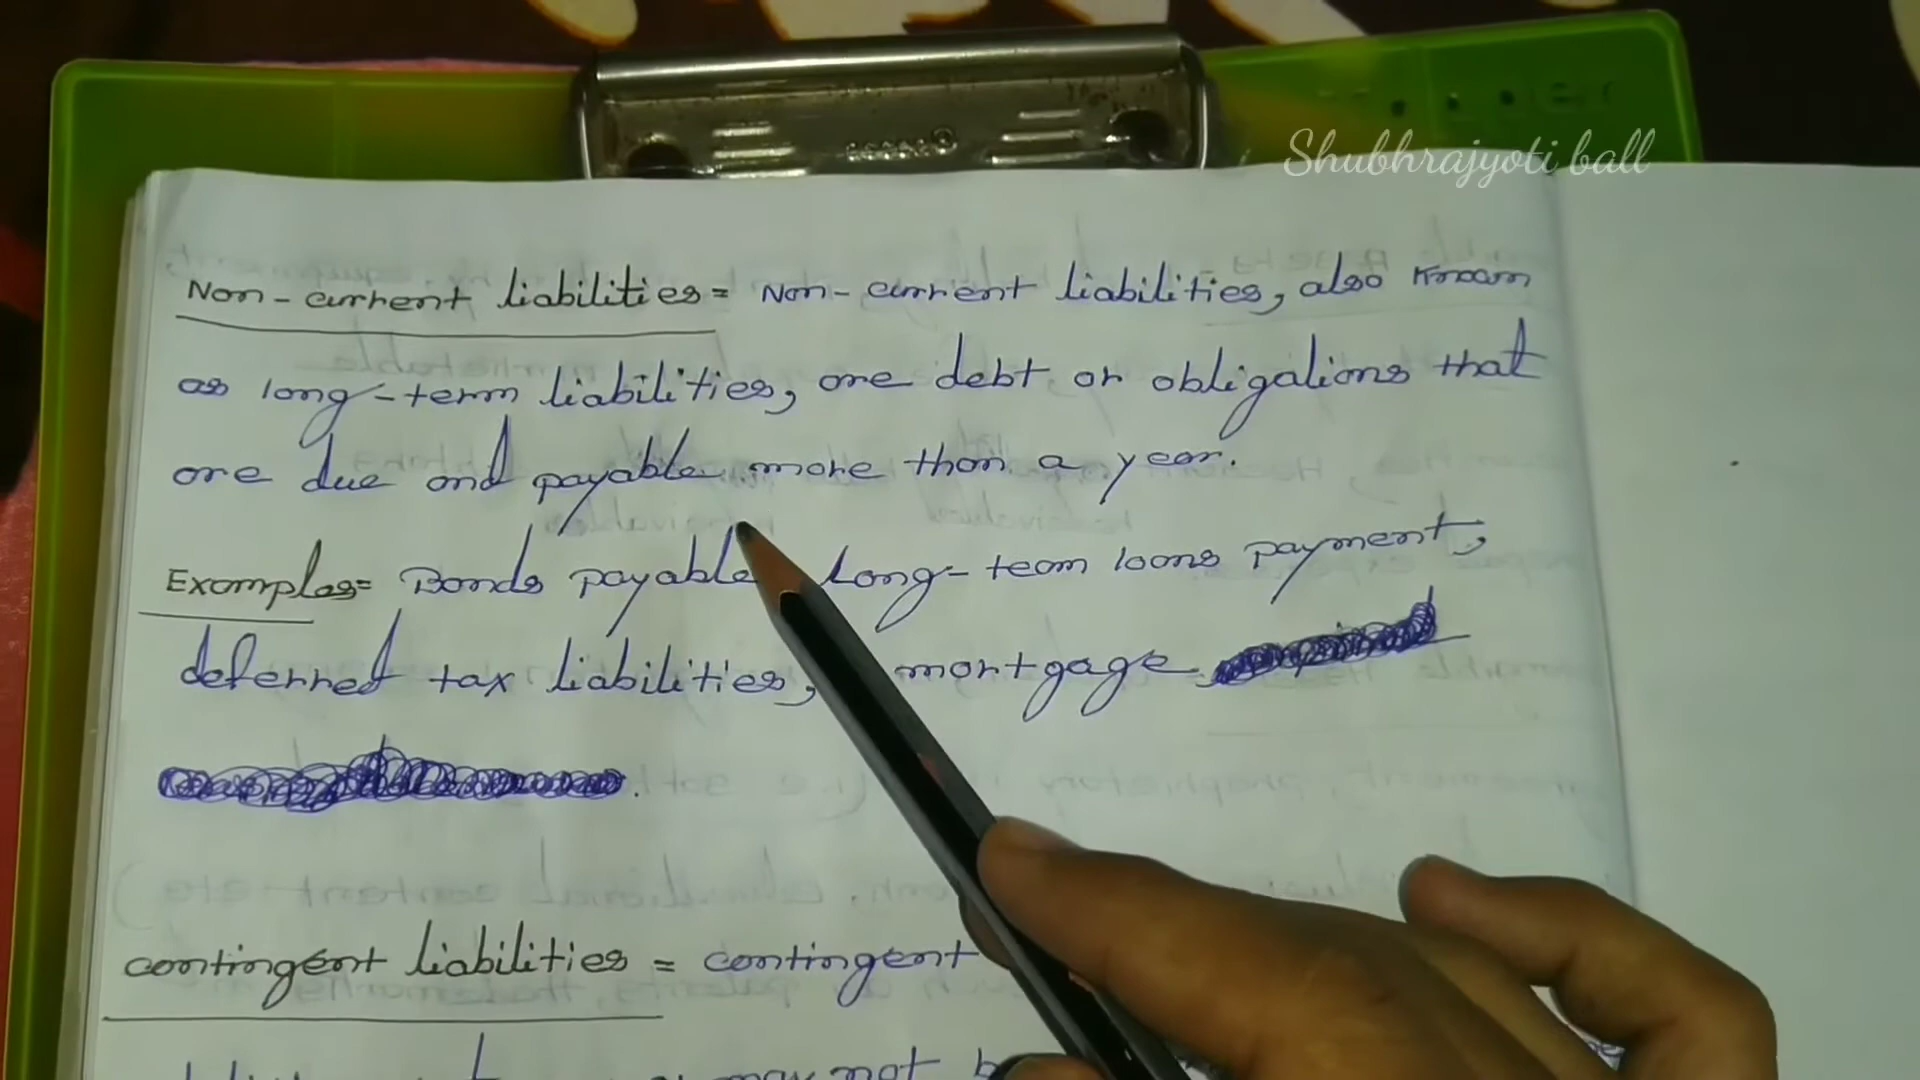 Shubhrajyoti ball
Non-current liabilities = Non-current liabilities, also known
as long-term liabilities, are debt or obligations that
are due and payable more than a year.
Examples = Bonds payable Long-term loans payment,
deferred tax liabilities, mortgage
contingent liabilities = contingent
may not